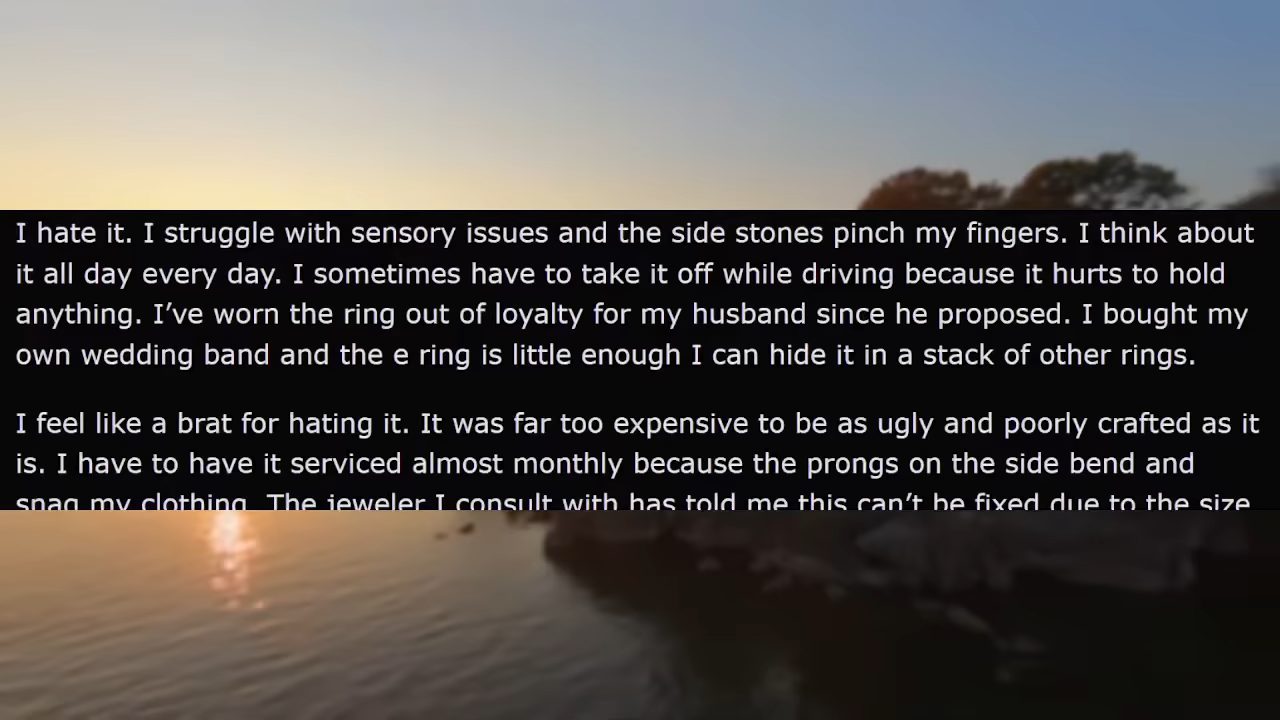 I hate it. I struggle with sensory issues and the side stones pinch my fingers. I think about
it all day every day. I sometimes have to take it off while driving because it hurts to hold
anything. I’ve worn the ring out of loyalty for my husband since he proposed. I bought my
own wedding band and the e ring is little enough I can hide it in a stack of other rings.
I feel like a brat for hating it. It was far too expensive to be as ugly and poorly crafted as it
is. I have to have it serviced almost monthly because the prongs on the side bend and
snag my clothing. The jeweler I consult with has told me this can’t be fixed due to the size